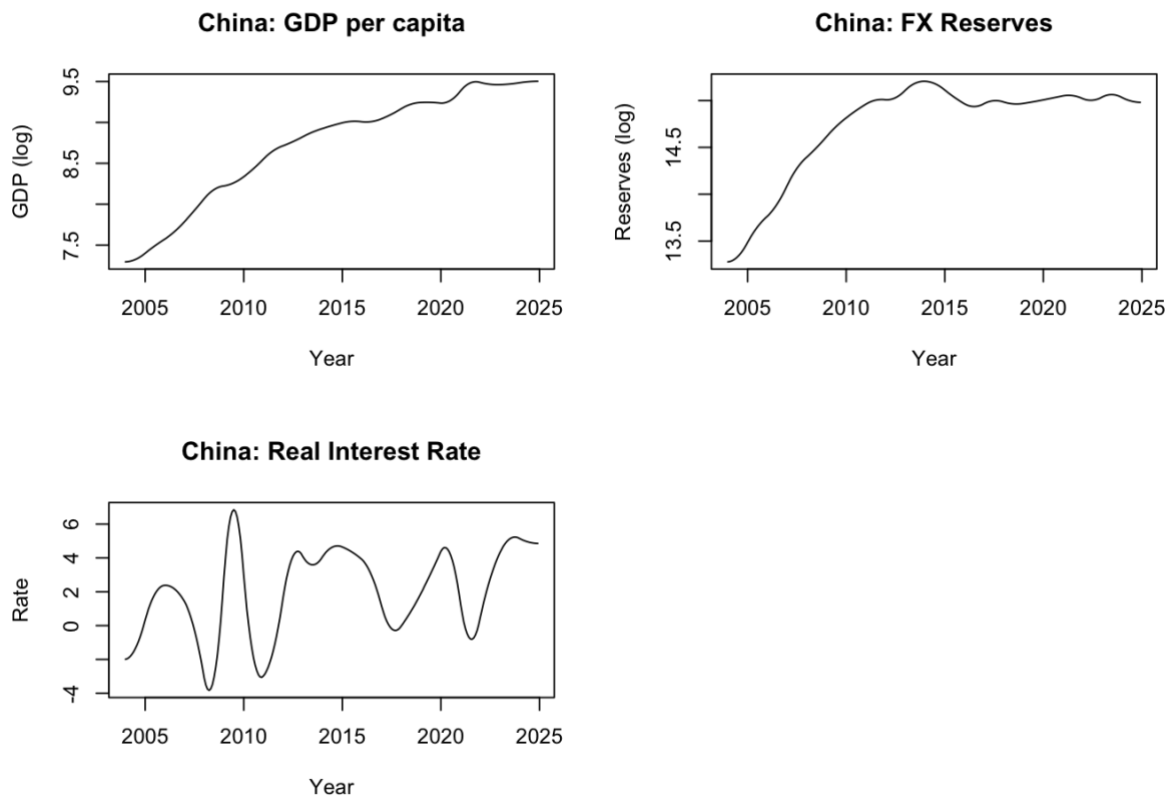 China: GDP per capita
9.5
8.5
7.5
GDP (log)
2005 2010 2015 2020 2025
Year
China: FX Reserves
14.5
13.5
Reserves (log)
2005 2010 2015 2020 2025
Year
China: Real Interest Rate
6
4
2
0
-4
Rate
2005 2010 2015 2020 2025
Year